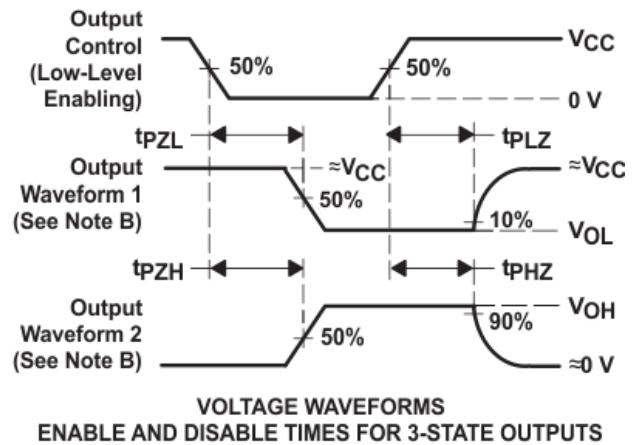 Output
Control
(Low-Level
Enabling)
50%
50%
VCC
0 V
tPZL
tPLZ
Output
Waveform 1
(See Note B)
≈VCC
50%
≈VCC
10%
VOL
tPZH
tPHZ
Output
Waveform 2
(See Note B)
50%
VOH
90%
≈0 V
VOLTAGE WAVEFORMS
ENABLE AND DISABLE TIMES FOR 3-STATE OUTPUTS